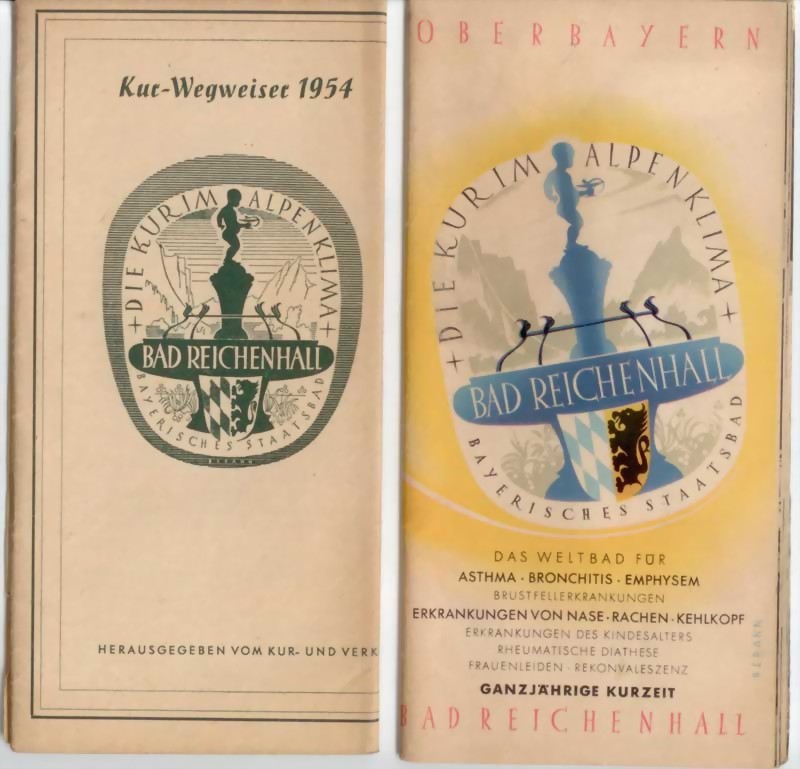 Kur-Wegweiser 1954
+ DIE KUR IM ALPENKLIMA +
BAD REICHENHALL
BAYERISCHES STAATSBAD
BERANN
HERAUSGEGEBEN VOM KUR- UND VERK
OBERBAYERN
+ DIE KUR IM ALPENKLIMA +
BAD REICHENHALL
BAYERISCHES STAATSBAD
DAS WELTBAD FÜR
ASTHMA · BRONCHITIS · EMPHYSEM
BRUSTFELLERKRANKUNGEN
ERKRANKUNGEN VON NASE · RACHEN · KEHLKOPF
ERKRANKUNGEN DES KINDESALTERS
RHEUMATISCHE DIATHESE
FRAUENLEIDEN · REKONVALESZENZ
GANZJÄHRIGE KURZEIT
BERANN
BAD REICHENHALL